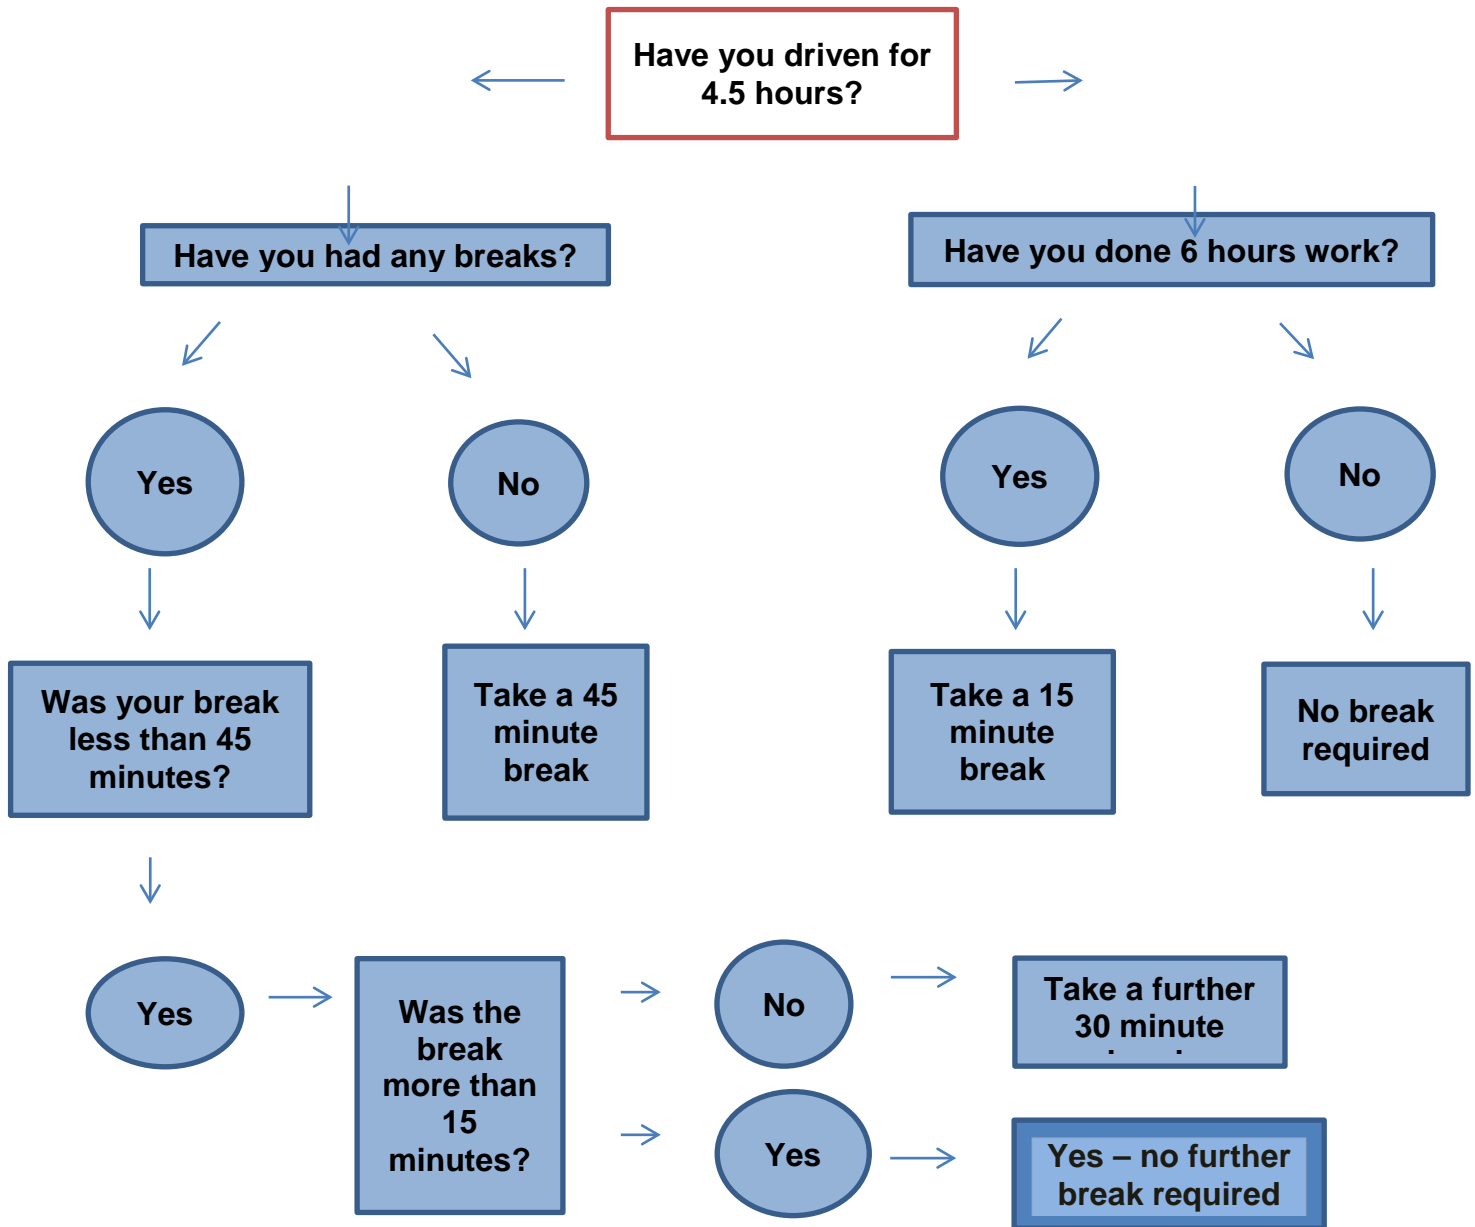 Have you driven for
4.5 hours?
Have you had any breaks?
Have you done 6 hours work?
Yes
No
Yes
No
Was your break
less than 45
minutes?
Take a 45
minute
break
Take a 15
minute
break
No break
required
Yes
Was the
break
more than
15
minutes?
No
Take a further
30 minute
Yes
Yes – no further
break required